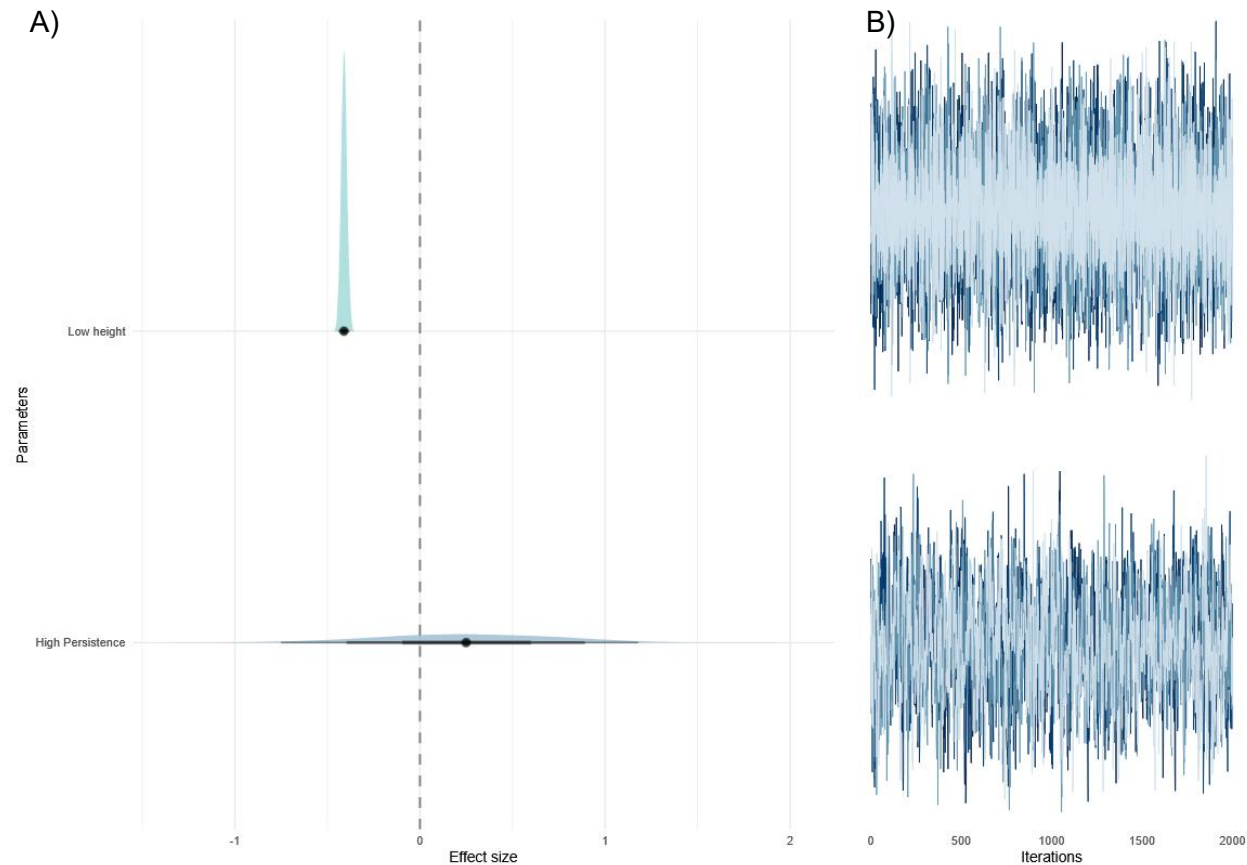 A)
B)
Low height
Parameters
High Persistence
-1 0 1 2
Effect size
0 500 1000 1500 2000
Iterations